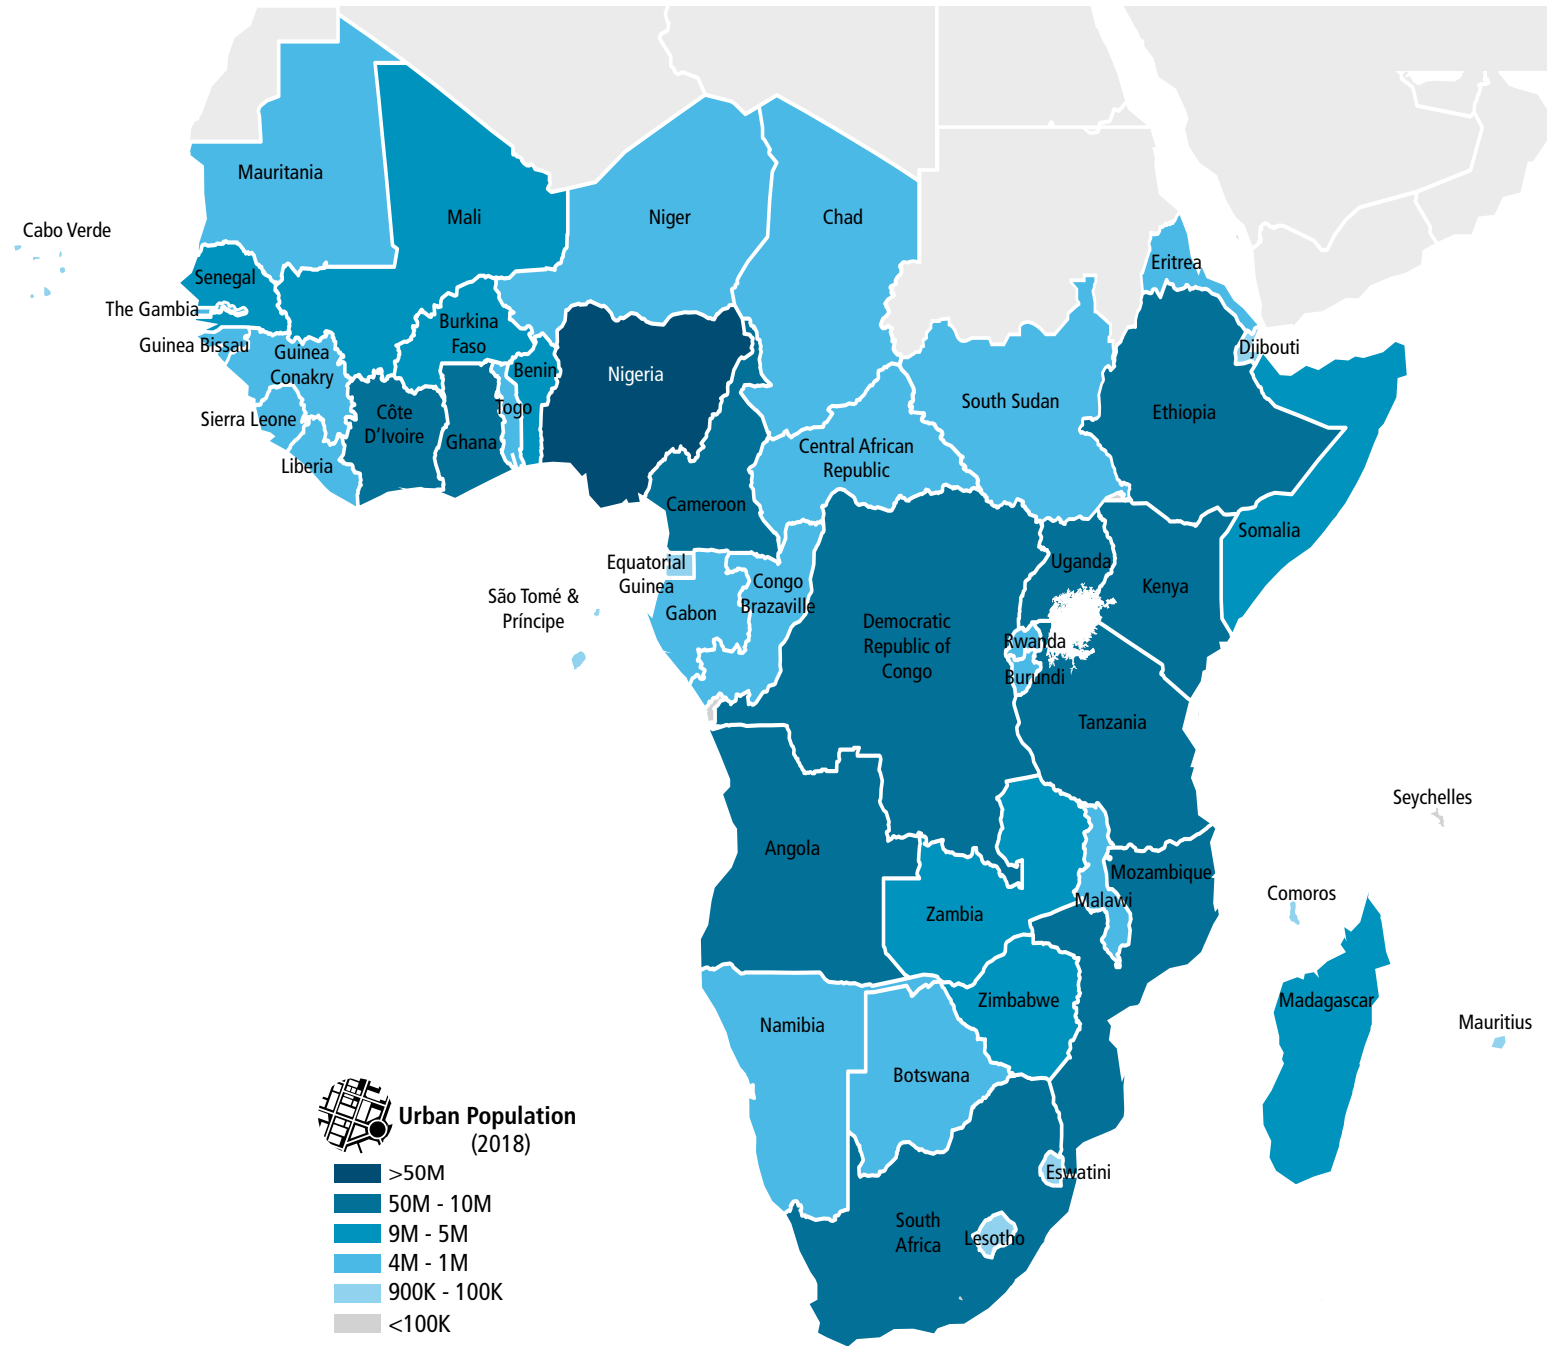 Mauritania
Mali
Niger
Chad
Cabo Verde
Senegal
Eritrea
The Gambia
Burkina
Faso
Guinea Bissau
Guinea
Conakry
Djibouti
Benin
Nigeria
South Sudan
Ethiopia
Togo
Côte
D'Ivoire
Sierra Leone
Ghana
Central African
Republic
Liberia
Cameroon
Somalia
Equatorial
Guinea
Uganda
Kenya
Congo
Brazaville
São Tomé &
Príncipe
Gabon
Democratic
Republic of
Congo
Rwanda
Burundi
Tanzania
Seychelles
Angola
Mozambique
Malawi
Comoros
Zambia
Zimbabwe
Madagascar
Namibia
Mauritius
Botswana
Eswatini
South
Africa
Lesotho
Urban Population
(2018)
>50M
50M - 10M
9M - 5M
4M - 1M
900K - 100K
<100K